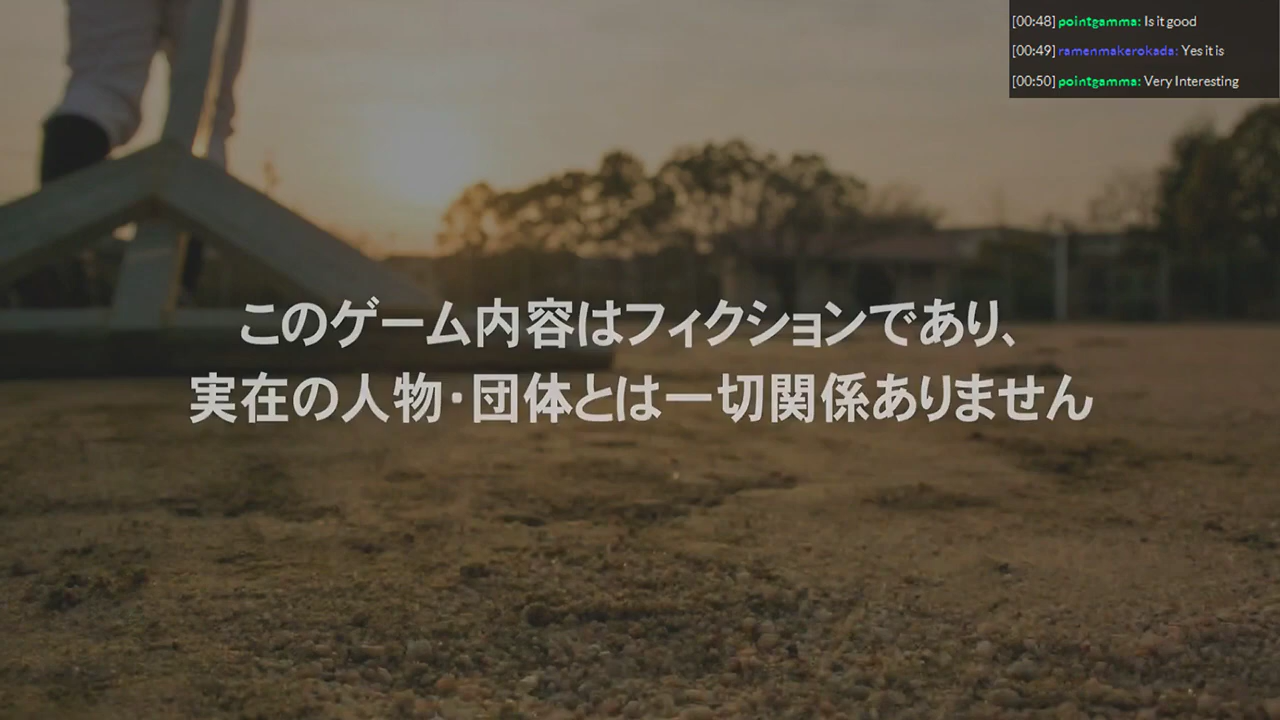 [00:48] pointgamma: Is it good
[00:49] ramenmakerokada: Yes it is
[00:50] pointgamma: Very Interesting
このゲーム内容はフィクションであり、
実在の人物・団体とは一切関係ありません